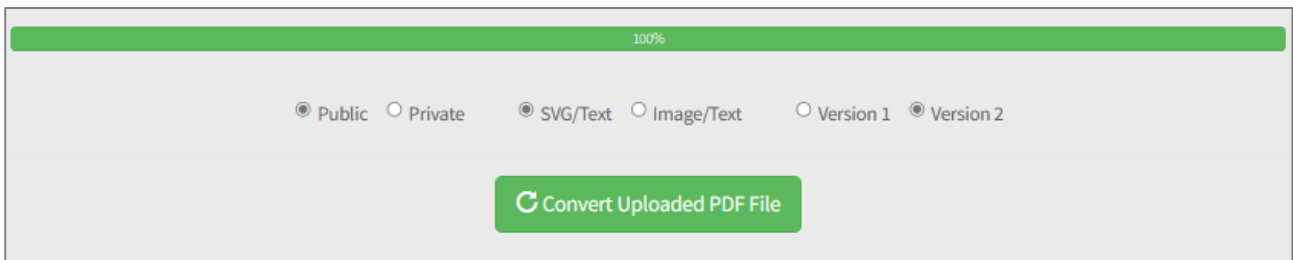 100%
Public Private SVG/Text Image/Text Version 1 Version 2
Convert Uploaded PDF File